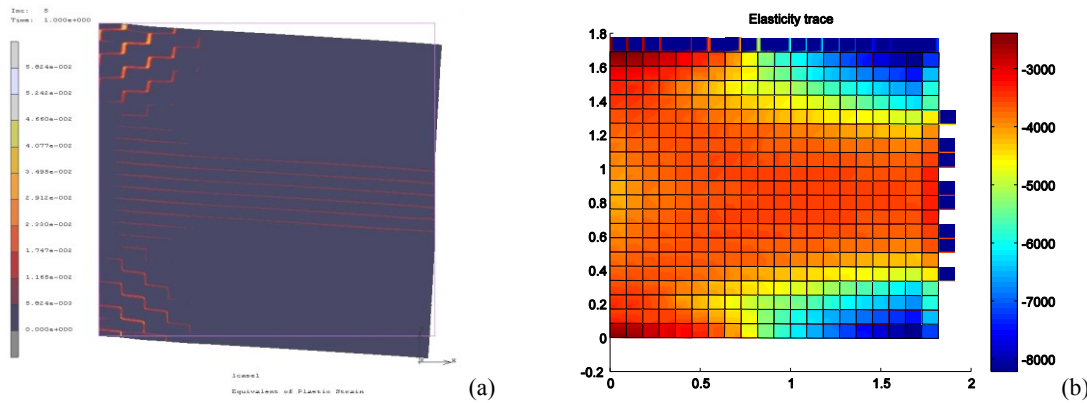 Inc: 5
Time: 1.000e+000
5.824e-002
5.242e-002
4.660e-002
4.077e-002
3.495e-002
2.912e-002
2.330e-002
1.747e-002
1.165e-002
5.824e-003
0.000e+000
lcase1
Equivalent of Plastic Strain
x
(a)
Elasticity trace
1.8
1.6
1.4
1.2
1
0.8
0.6
0.4
0.2
0
-0.2
0
0.5
1
1.5
2
-3000
-4000
-5000
-6000
-7000
-8000
(b)